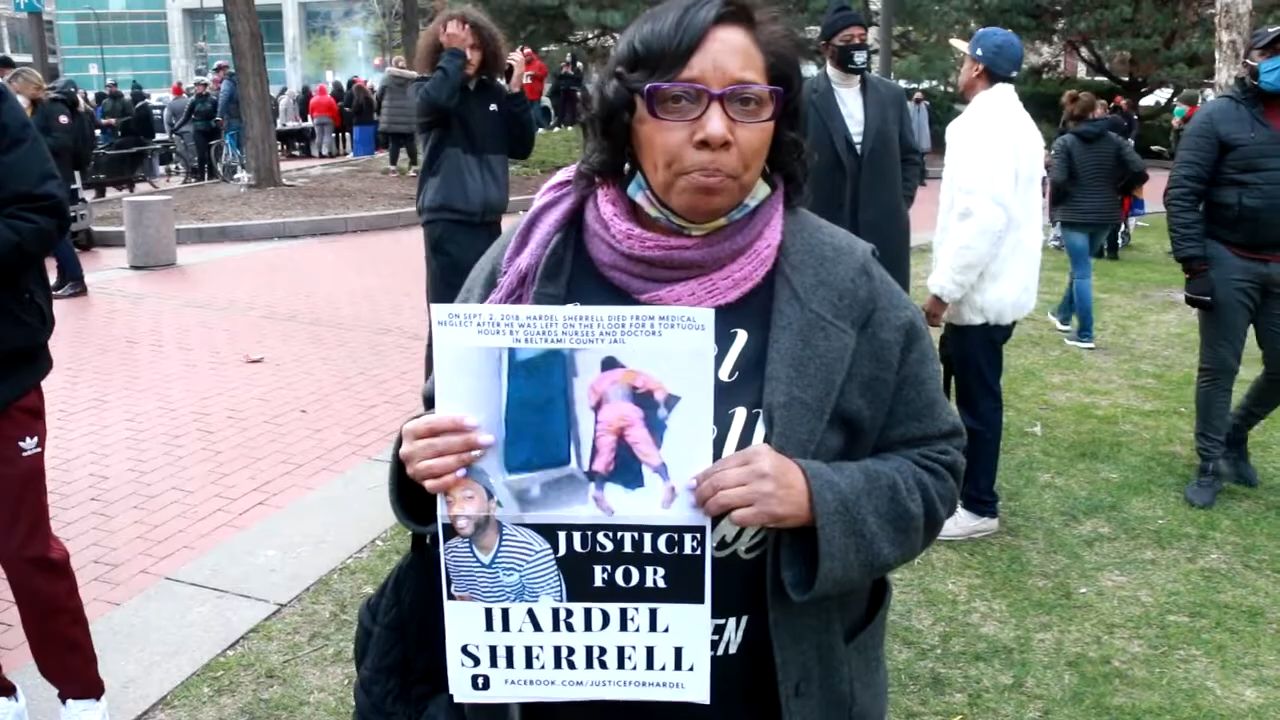 ON SEPT. 2, 2018, HARDEL SHERRELL DIED FROM MEDICAL
NEGLECT AFTER HE WAS LEFT ON THE FLOOR FOR 8 TORTUOUS
HOURS BY GUARDS NURSES AND DOCTORS
IN BELTRAMI COUNTY JAIL
JUSTICE
FOR
HARDEL
SHERRELL
FACEBOOK.COM/JUSTICEFORHARDEL
adidas